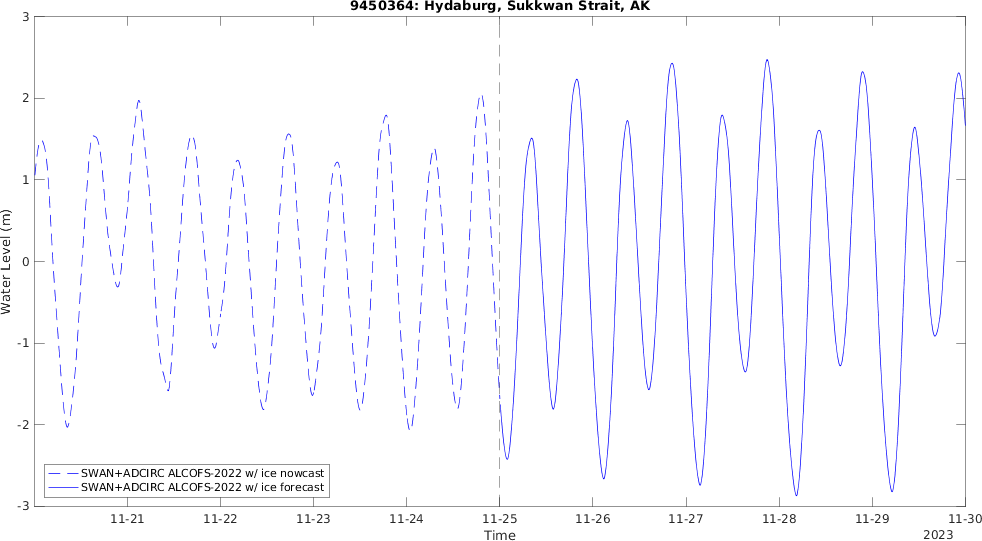 9450364: Hydaburg, Sukkwan Strait, AK
3
2
1
0
-1
-2
-3
Water Level (m)
SWAN+ADCIRC ALCOFS-2022 w/ ice nowcast
SWAN+ADCIRC ALCOFS-2022 w/ ice forecast
11-21 11-22 11-23 11-24 11-25 11-26 11-27 11-28 11-29 11-30
Time
2023